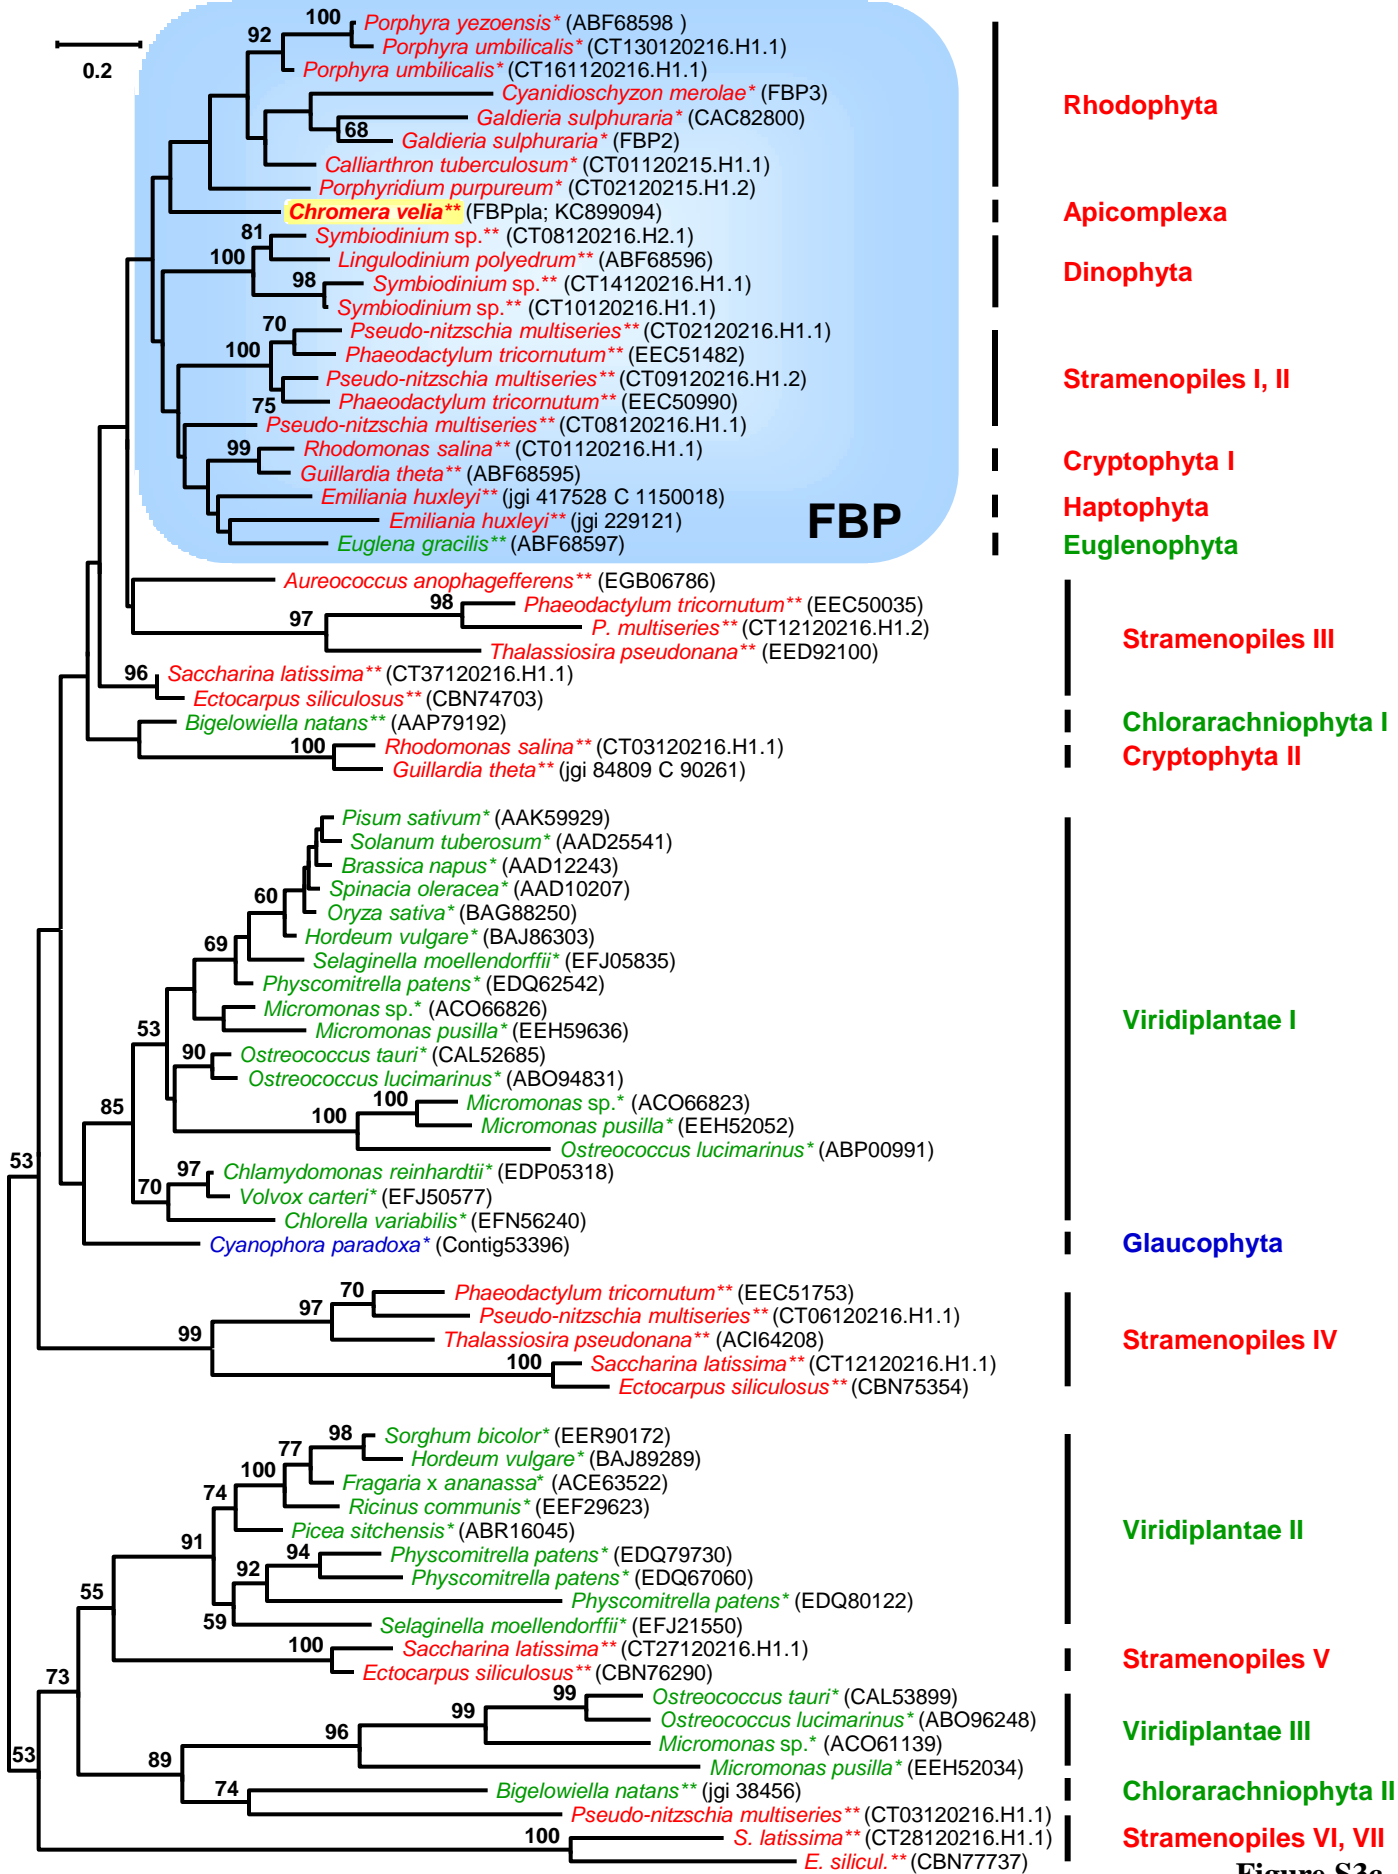 100 Porphyra yezoensis* (ABF68598 )
92 Porphyra umbilicalis* (CT130120216.H1.1)
0.2 Porphyra umbilicalis* (CT161120216.H1.1)
Cyanidioschyzon merolae* (FBP3)
Rhodophyta
Galdieria sulphuraria* (CAC82800)
68 Galdieria sulphuraria* (FBP2)
Calliarthron tuberculosum* (CT01120215.H1.1)
Porphyridium purpureum* (CT02120215.H1.2)
Chromera velia** (FBPpla; KC899094) Apicomplexa
81 Symbiodinium sp.** (CT08120216.H2.1)
100 Lingulodinium polyedrum** (ABF68596)
Dinophyta
98 Symbiodinium sp.** (CT14120216.H1.1)
Symbiodinium sp.** (CT10120216.H1.1)
70 Pseudo-nitzschia multiseries** (CT02120216.H1.1)
100 Phaeodactylum tricornutum** (EEC51482)
Pseudo-nitzschia multiseries** (CT09120216.H1.2) Stramenopiles I, II
75 Phaeodactylum tricornutum** (EEC50990)
Pseudo-nitzschia multiseries** (CT08120216.H1.1)
99 Rhodomonas salina** (CT01120216.H1.1)
Cryptophyta I
Guillardia theta** (ABF68595)
Emiliania huxleyi** (jgi 417528 C 1150018)
Haptophyta
Emiliania huxleyi** (jgi 229121) FBP
Euglena gracilis** (ABF68597) Euglenophyta
Aureococcus anophagefferens** (EGB06786)
98 Phaeodactylum tricornutum** (EEC50035)
97 P. multiseries** (CT12120216.H1.2)
Stramenopiles III
Thalassiosira pseudonana** (EED92100)
96 Saccharina latissima** (CT37120216.H1.1)
Ectocarpus siliculosus** (CBN74703)
Bigelowiella natans** (AAP79192) Chlorarachniophyta I
100 Rhodomonas salina** (CT03120216.H1.1)
Cryptophyta II
Guillardia theta** (jgi 84809 C 90261)
Pisum sativum* (AAK59929)
Solanum tuberosum* (AAD25541)
Brassica napus* (AAD12243)
Spinacia oleracea* (AAD10207)
60 Oryza sativa* (BAG88250)
Hordeum vulgare* (BAJ86303)
69 Selaginella moellendorffii* (EFJ05835)
Physcomitrella patens* (EDQ62542)
Micromonas sp.* (ACO66826)
Viridiplantae I
53 Micromonas pusilla* (EEH59636)
90 Ostreococcus tauri* (CAL52685)
Ostreococcus lucimarinus* (ABO94831)
85 100 100 Micromonas sp.* (ACO66823)
Micromonas pusilla* (EEH52052)
Ostreococcus lucimarinus* (ABP00991)
53 97 Chlamydomonas reinhardtii* (EDP05318)
70 Volvox carteri* (EFJ50577)
Chlorella variabilis* (EFN56240)
Cyanophora paradoxa* (Contig53396) Glaucophyta
70 Phaeodactylum tricornutum** (EEC51753)
97 Pseudo-nitzschia multiseries** (CT06120216.H1.1)
99 Thalassiosira pseudonana** (ACI64208) Stramenopiles IV
100 Saccharina latissima** (CT12120216.H1.1)
Ectocarpus siliculosus** (CBN75354)
98 Sorghum bicolor* (EER90172)
77 Hordeum vulgare* (BAJ89289)
100 Fragaria x ananassa* (ACE63522)
74 Ricinus communis* (EEF29623)
Picea sitchensis* (ABR16045) Viridiplantae II
91 94 Physcomitrella patens* (EDQ79730)
92 Physcomitrella patens* (EDQ67060)
55 Physcomitrella patens* (EDQ80122)
59 Selaginella moellendorffii* (EFJ21550)
100 Saccharina latissima** (CT27120216.H1.1)
Stramenopiles V
73 Ectocarpus siliculosus** (CBN76290)
99 Ostreococcus tauri* (CAL53899)
99 Ostreococcus lucimarinus* (ABO96248)
Viridiplantae III
96 Micromonas sp.* (ACO61139)
53 89 Micromonas pusilla* (EEH52034)
74 Bigelowiella natans** (jgi 38456) Chlorarachniophyta II
Pseudo-nitzschia multiseries** (CT03120216.H1.1)
100 S. latissima** (CT28120216.H1.1) Stramenopiles VI, VII
E. silicul.** (CBN77737)
Figure S3c